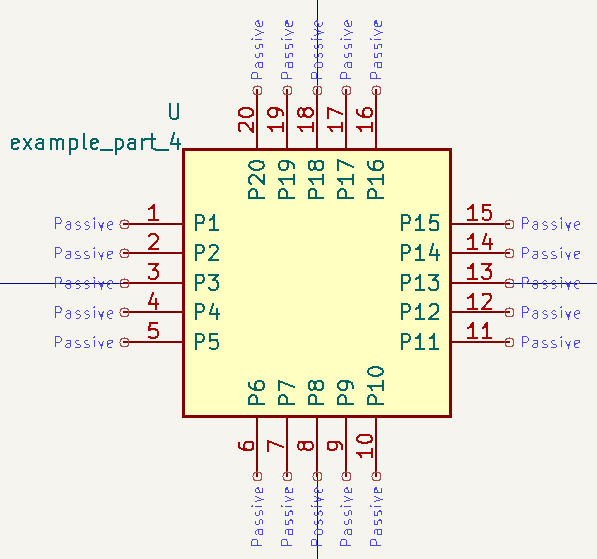 Passive Passive Passive Passive Passive
20 19 18 17 16
U
example_part_4
P20 P19 P18 P17 P16
Passive 1 P1 P15 15 Passive
Passive 2 P2 P14 14 Passive
Passive 3 P3 P13 13 Passive
Passive 4 P4 P12 12 Passive
Passive 5 P5 P11 11 Passive
P6 P7 P8 P9 P10
6 7 8 9 10
Passive Passive Passive Passive Passive